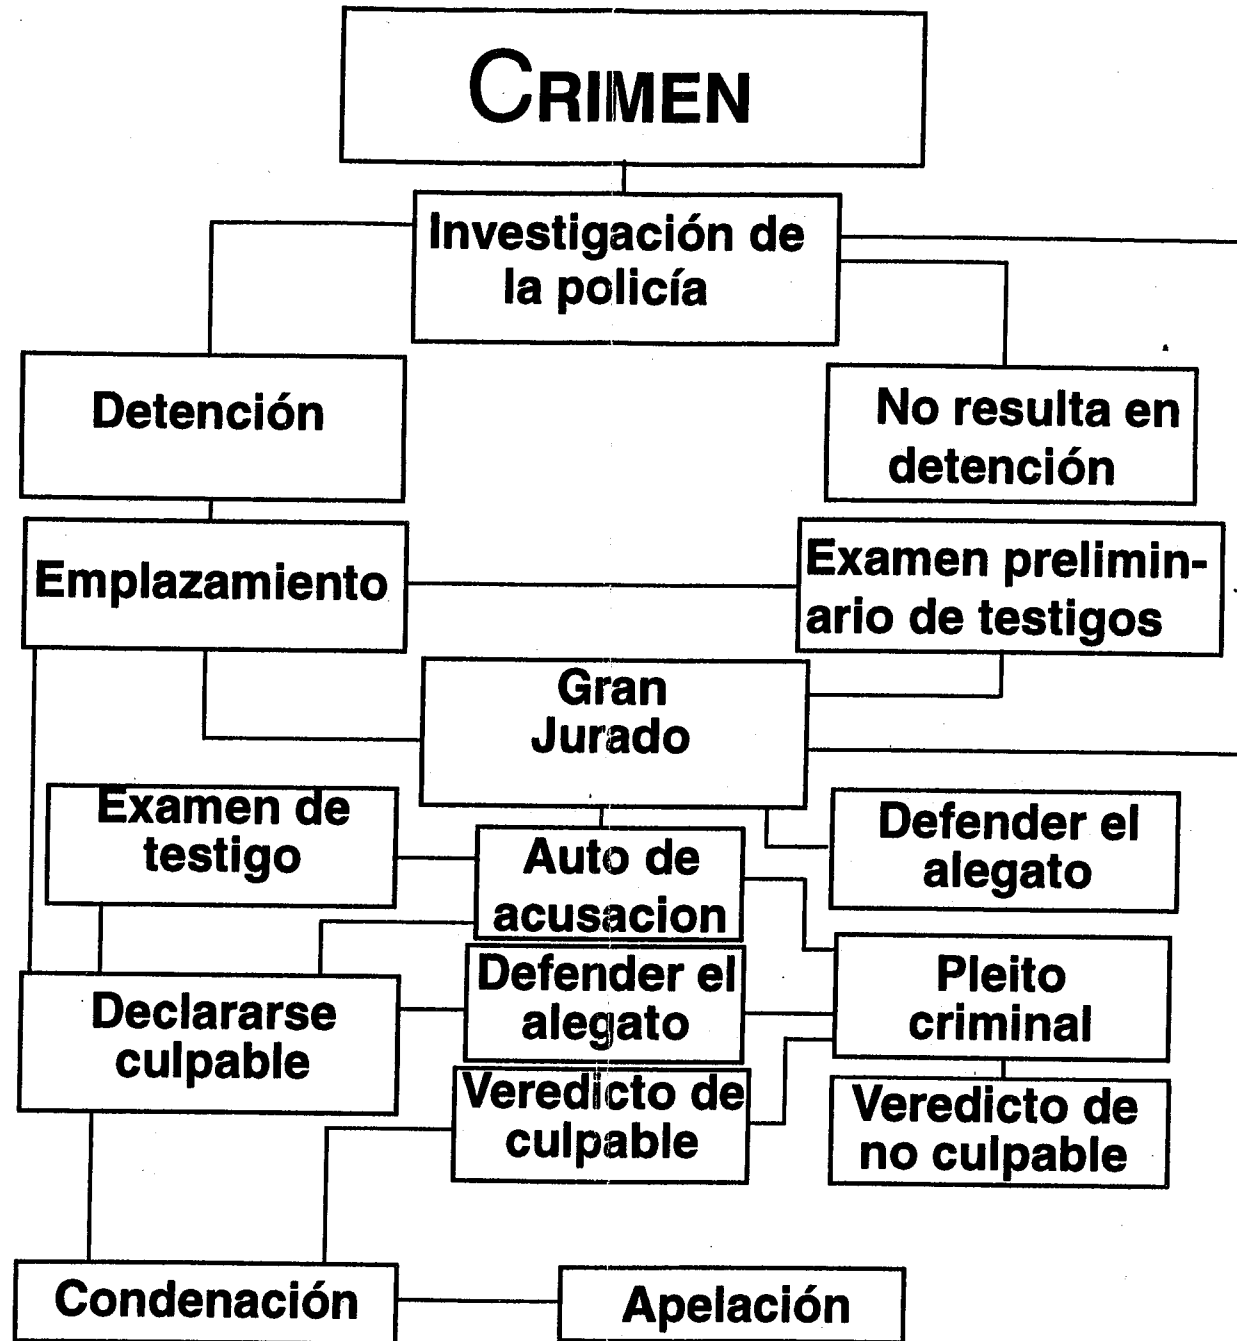 CRIMEN
Investigación de
la policía
Detención
No resulta en
detención
Emplazamiento
Examen prelimin-
ario de testigos
Gran
Jurado
Examen de
testigo
Auto de
acusacion
Defender el
alegato
Declararse
culpable
Defender el
alegato
Pleito
criminal
Veredicto de
culpable
Veredicto de
no culpable
Condenación
Apelación